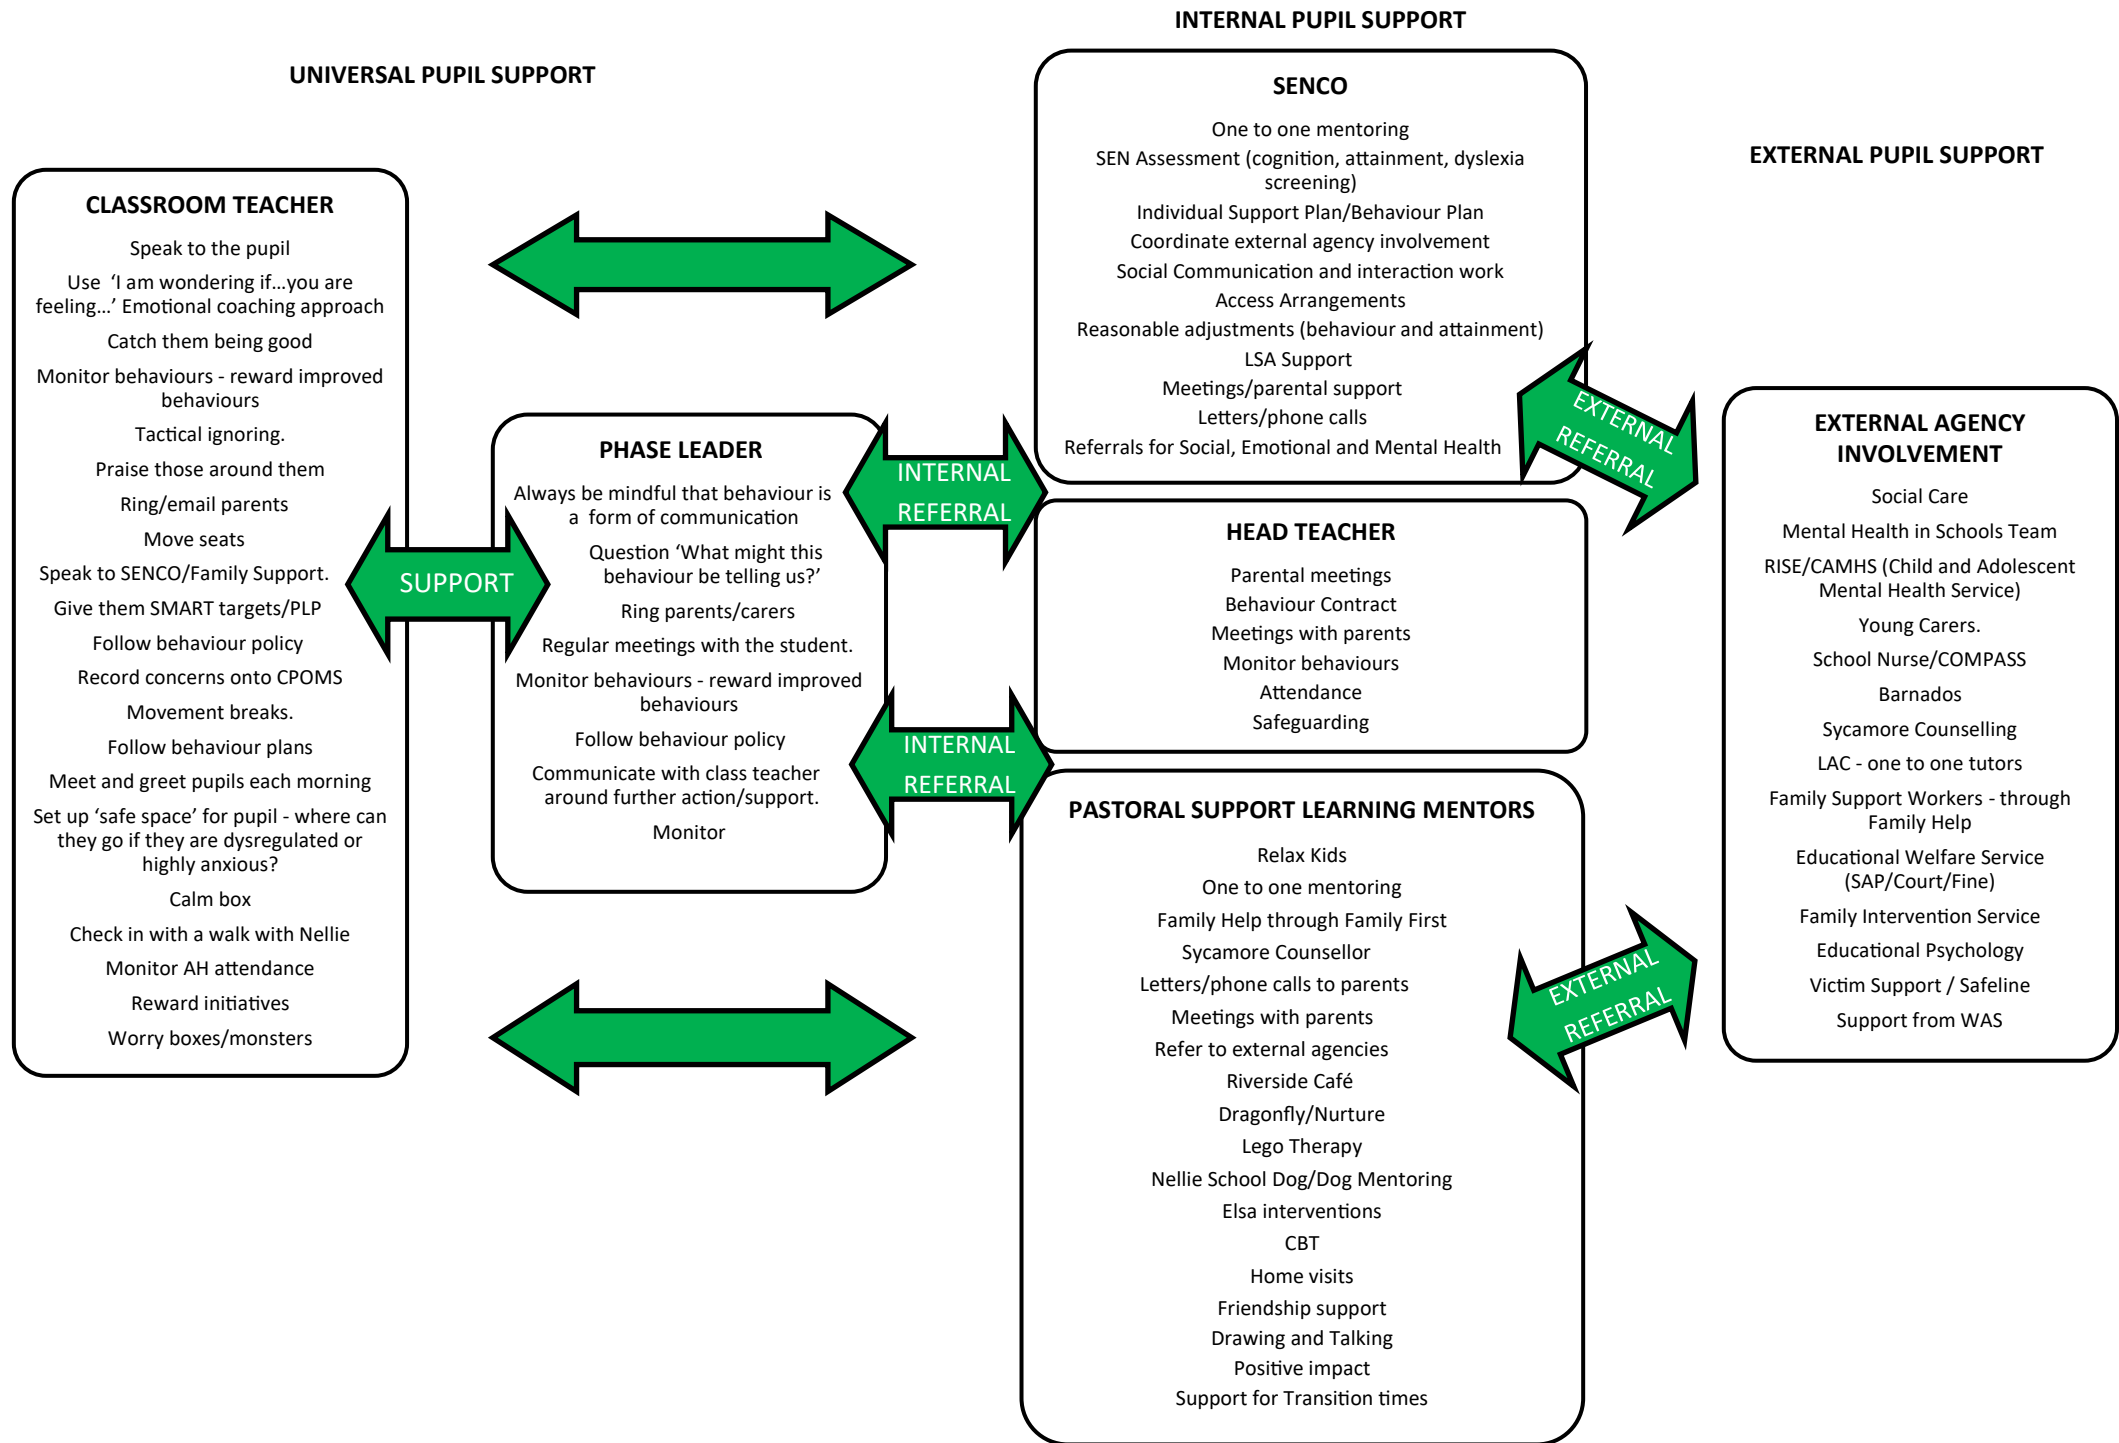 UNIVERSAL PUPIL SUPPORT
CLASSROOM TEACHER
Speak to the pupil
Use ‘I am wondering if…you are
feeling…’ Emotional coaching approach
Catch them being good
Monitor behaviours - reward improved
behaviours
Tactical ignoring.
Praise those around them
Ring/email parents
Move seats
Speak to SENCO/Family Support.
Give them SMART targets/PLP
Follow behaviour policy
Record concerns onto CPOMS
Movement breaks.
Follow behaviour plans
Meet and greet pupils each morning
Set up ‘safe space’ for pupil - where can
they go if they are dysregulated or
highly anxious?
Calm box
Check in with a walk with Nellie
Monitor AH attendance
Reward initiatives
Worry boxes/monsters
SUPPORT
PHASE LEADER
Always be mindful that behaviour is
a form of communication
Question ‘What might this
behaviour be telling us?’
Ring parents/carers
Regular meetings with the student.
Monitor behaviours - reward improved
behaviours
Follow behaviour policy
Communicate with class teacher
around further action/support.
Monitor
INTERNAL
REFERRAL
INTERNAL
REFERRAL
INTERNAL PUPIL SUPPORT
SENCO
One to one mentoring
SEN Assessment (cognition, attainment, dyslexia
screening)
Individual Support Plan/Behaviour Plan
Coordinate external agency involvement
Social Communication and interaction work
Access Arrangements
Reasonable adjustments (behaviour and attainment)
LSA Support
Meetings/parental support
Letters/phone calls
Referrals for Social, Emotional and Mental Health
HEAD TEACHER
Parental meetings
Behaviour Contract
Meetings with parents
Monitor behaviours
Attendance
Safeguarding
PASTORAL SUPPORT LEARNING MENTORS
Relax Kids
One to one mentoring
Family Help through Family First
Sycamore Counsellor
Letters/phone calls to parents
Meetings with parents
Refer to external agencies
Riverside Café
Dragonfly/Nurture
Lego Therapy
Nellie School Dog/Dog Mentoring
Elsa interventions
CBT
Home visits
Friendship support
Drawing and Talking
Positive impact
Support for Transition times
EXTERNAL
REFERRAL
EXTERNAL
REFERRAL
EXTERNAL PUPIL SUPPORT
EXTERNAL AGENCY
INVOLVEMENT
Social Care
Mental Health in Schools Team
RISE/CAMHS (Child and Adolescent
Mental Health Service)
Young Carers.
School Nurse/COMPASS
Barnados
Sycamore Counselling
LAC - one to one tutors
Family Support Workers - through
Family Help
Educational Welfare Service
(SAP/Court/Fine)
Family Intervention Service
Educational Psychology
Victim Support / Safeline
Support from WAS